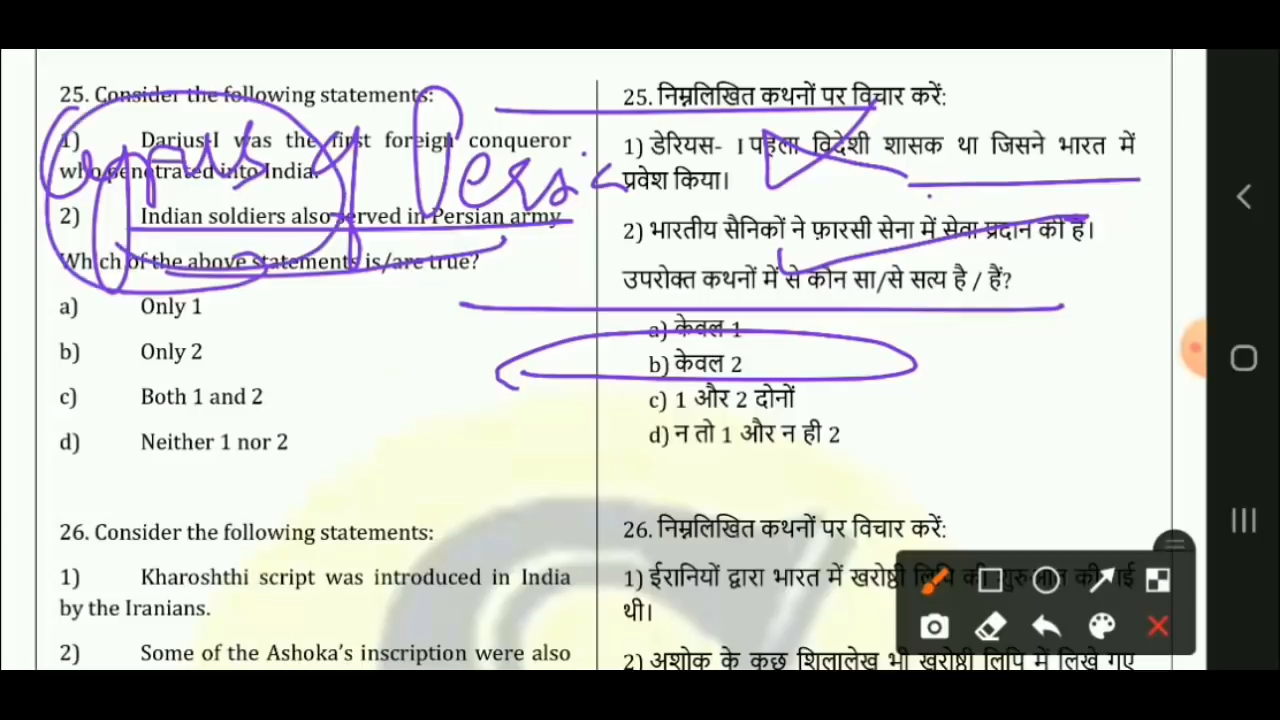 25. Consider the following statements:
1) Darius-I was the first foreign conqueror
who penetrated into India.
2) Indian soldiers also served in Persian army.
Which of the above statements is/are true?
a) Only 1
b) Only 2
c) Both 1 and 2
d) Neither 1 nor 2
26. Consider the following statements:
1) Kharoshthi script was introduced in India
by the Iranians.
2) Some of the Ashoka's inscription were also
25. निम्नलिखित कथनों पर विचार करें:
1) डेरियस- I पहला विदेशी शासक था जिसने भारत में
प्रवेश किया।
2) भारतीय सैनिकों ने फ़ारसी सेना में सेवा प्रदान की है।
उपरोक्त कथनों में से कौन सा/से सत्य है / हैं?
a) केवल 1
b) केवल 2
c) 1 और 2 दोनों
d) न तो 1 और न ही 2
26. निम्नलिखित कथनों पर विचार करें:
1) ईरानियों द्वारा भारत में खरोष्ठी लिपि की शुरुआत की गई
थी।
2) अशोक के कुछ शिलालेख भी खरोष्ठी लिपि में लिखे गए
Cyrus of Persia